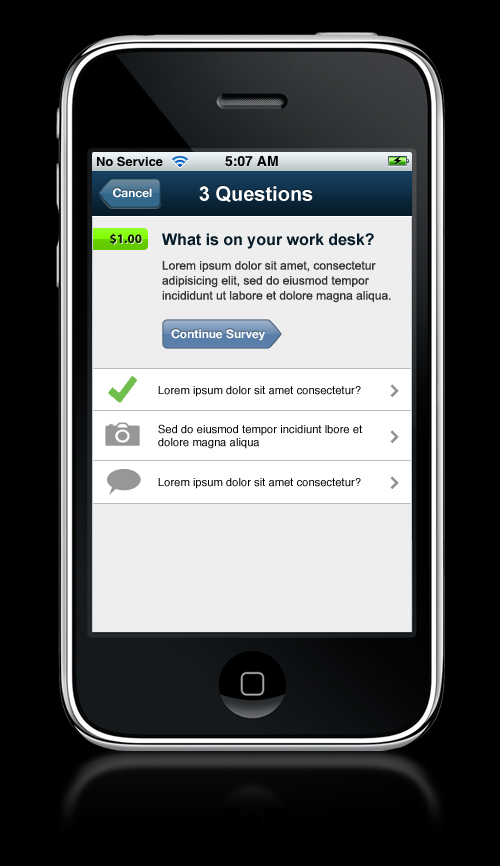 No Service 5:07 AM
Cancel 3 Questions
$1.00 What is on your work desk?
Lorem ipsum dolor sit amet, consectetur
adipisicing elit, sed do eiusmod tempor
incididunt ut labore et dolore magna aliqua.
Continue Survey
Lorem ipsum dolor sit amet consectetur?
Sed do eiusmod tempor incidiunt lbore et
dolore magna aliqua
Lorem ipsum dolor sit amet consectetur?